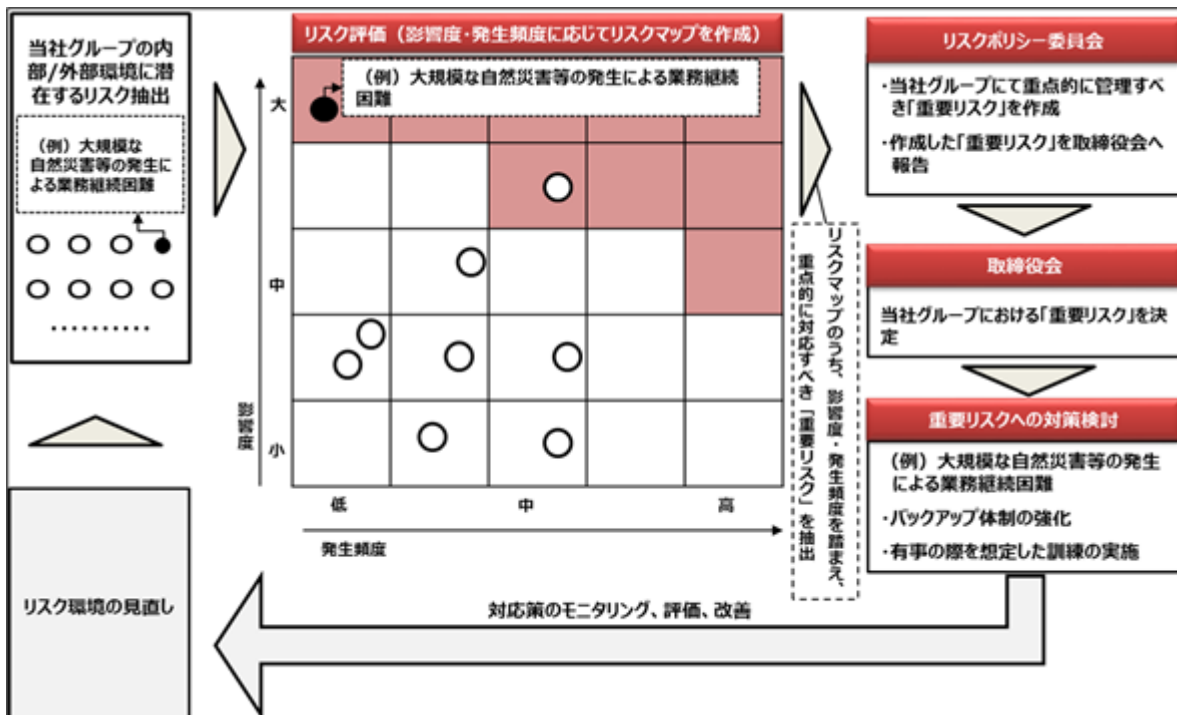 当社グループの内
部/外部環境に潜
在するリスク抽出
（例）大規模な
自然災害等の発生に
よる業務継続困難
………
リスク評価（影響度・発生頻度に応じてリスクマップを作成）
（例）大規模な自然災害等の発生による業務継続
困難
大
中
小
影響度
低
中
高
発生頻度
リスクマップのうち、影響度・発生頻度を踏まえ、
重点的に対応すべき「重要リスク」を抽出
リスクポリシー委員会
・当社グループにて重点的に管理すべ
き「重要リスク」を作成
・作成した「重要リスク」を取締役会へ
報告
取締役会
当社グループにおける「重要リスク」を決
定
重要リスクへの対策検討
（例）大規模な自然災害等の発生
による業務継続困難
・バックアップ体制の強化
・有事の際を想定した訓練の実施
対応策のモニタリング、評価、改善
リスク環境の見直し